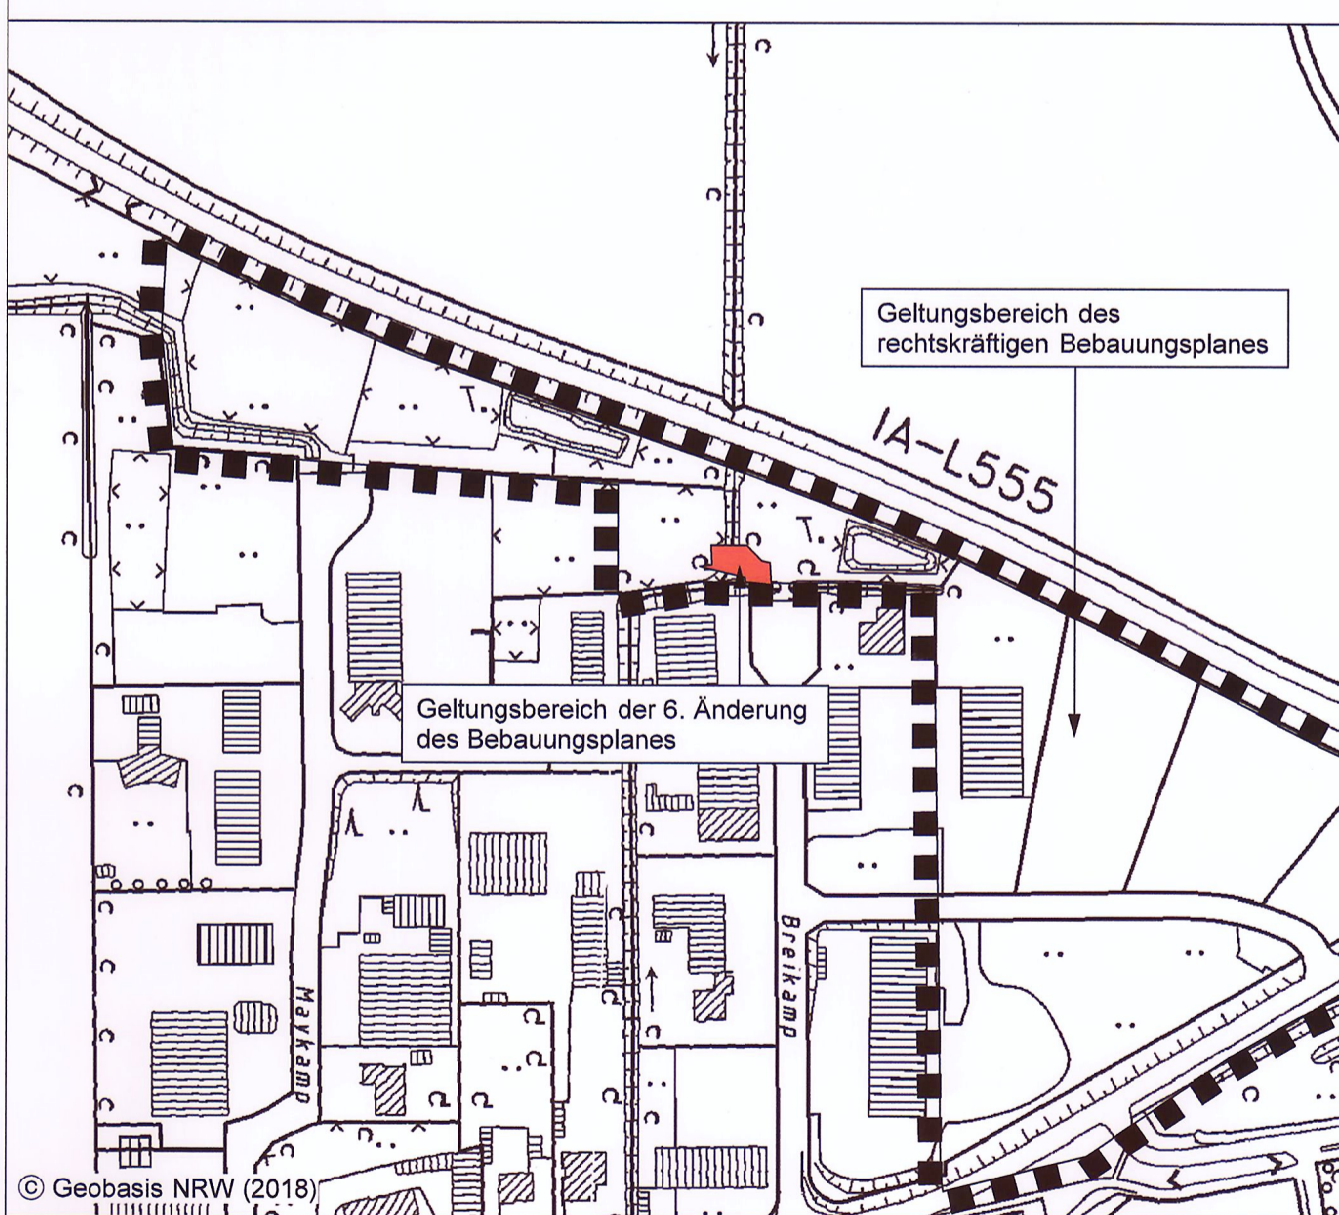 Geltungsbereich des
rechtskräftigen Bebauungsplanes
IA-L555
Geltungsbereich der 6. Änderung
des Bebauungsplanes
Breikamp
Maykamp
© Geobasis NRW (2018)